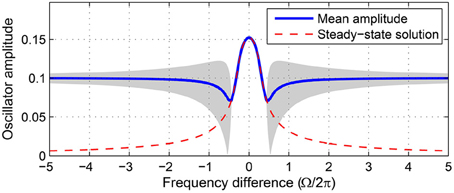 Mean amplitude
Steady−state solution
Oscillator amplitude
0.15
0.1
0.05
0
−5 −4 −3 −2 −1 0 1 2 3 4 5
Frequency difference (Ω/2π)